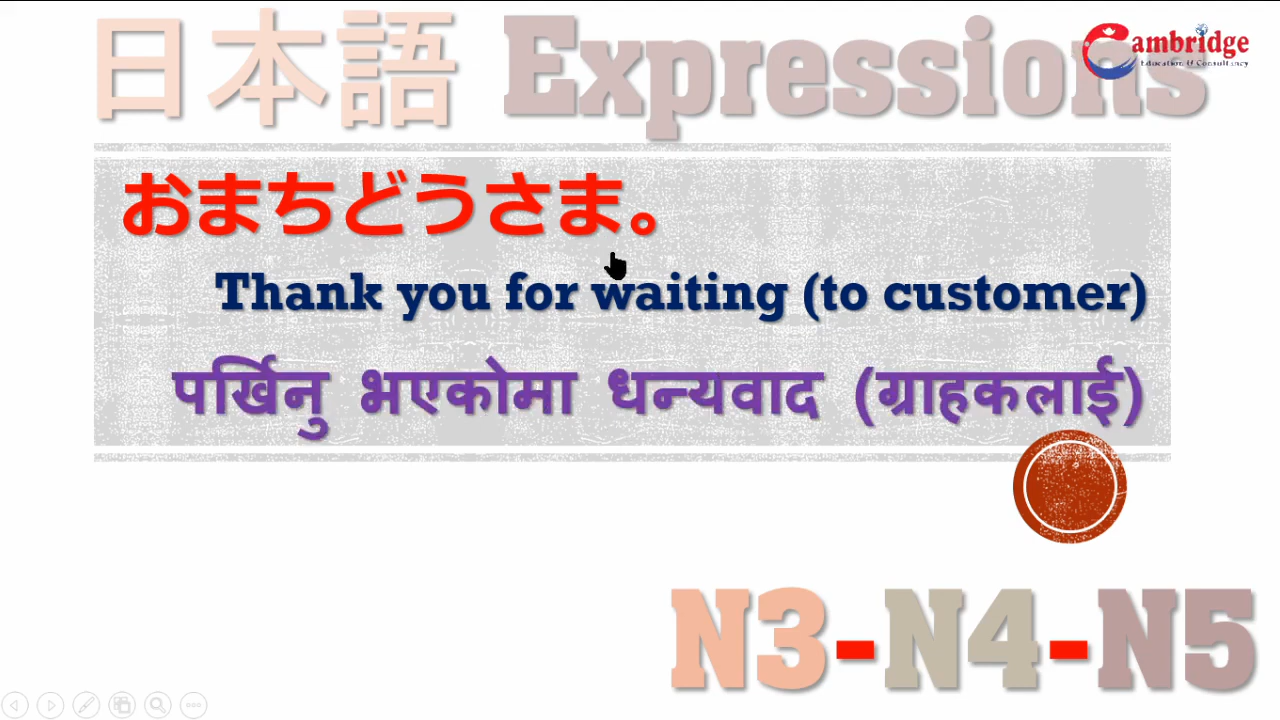 日本語 Expressions
Cambridge
Education & Consultancy
おまちどうさま。
Thank you for waiting (to customer)
पर्खिनु भएकोमा धन्यवाद (ग्राहकलाई)
N3-N4-N5